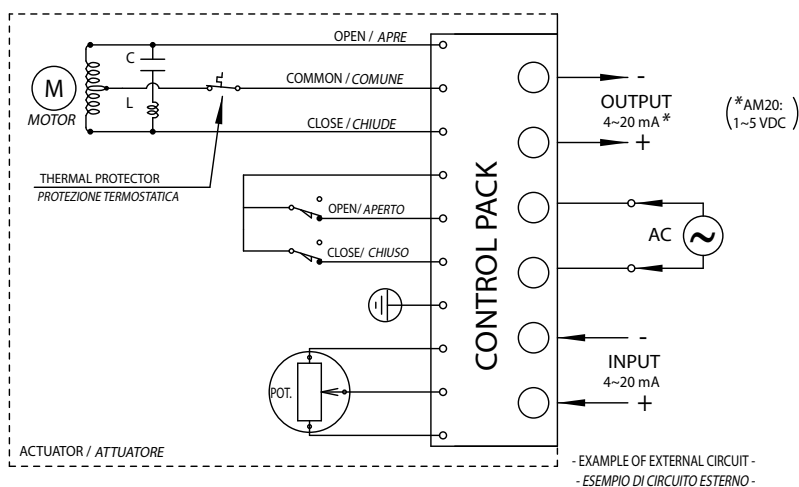 OPEN / APRE
C
COMMON / COMUNE
M
MOTOR
L
CLOSE / CHIUDE
THERMAL PROTECTOR
PROTEZIONE TERMOSTATICA
OPEN/ APERTO
CLOSE/ CHIUSO
POT.
ACTUATOR / ATTUATORE
CONTROL PACK
-
OUTPUT
4~20 mA *
+
(*AM20:
1~5 VDC)
AC
~
-
INPUT
4~20 mA
+
- EXAMPLE OF EXTERNAL CIRCUIT -
- ESEMPIO DI CIRCUITO ESTERNO -